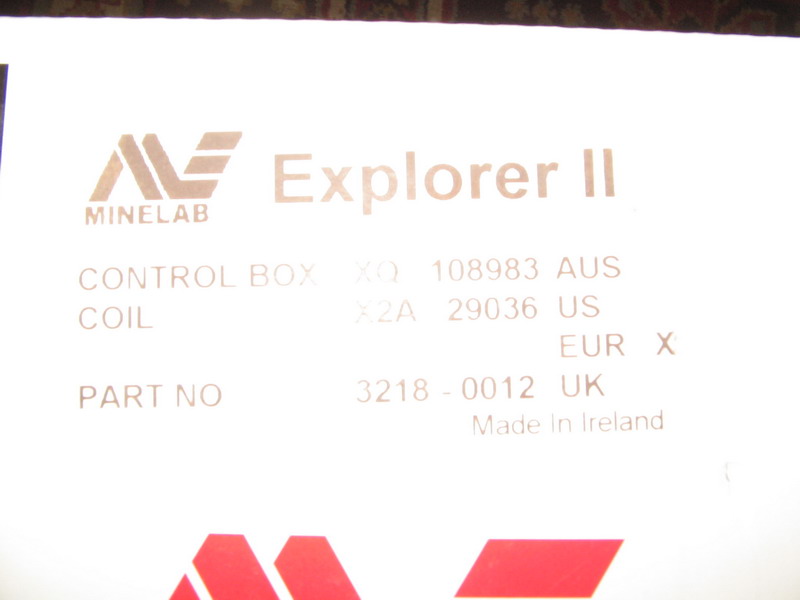 MINELAB Explorer II
CONTROL BOX XQ 108983 AUS
COIL X2A 29036 US
EUR X
PART NO 3218 - 0012 UK
Made In Ireland